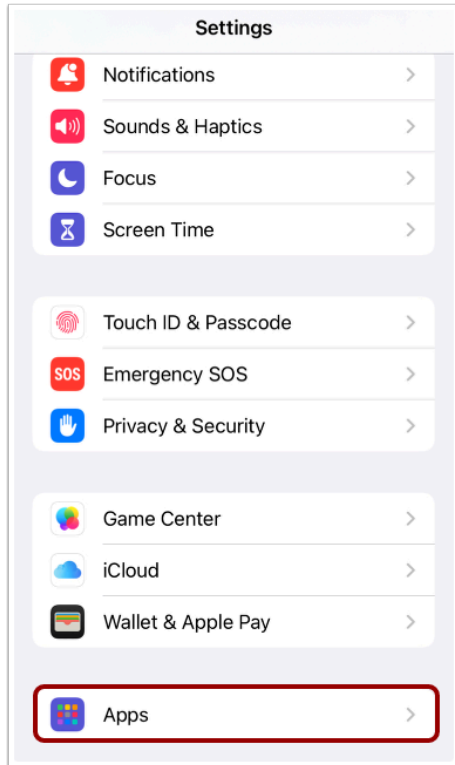 Settings
Notifications
Sounds & Haptics
Focus
Screen Time
Touch ID & Passcode
SOS Emergency SOS
Privacy & Security
Game Center
iCloud
Wallet & Apple Pay
Apps